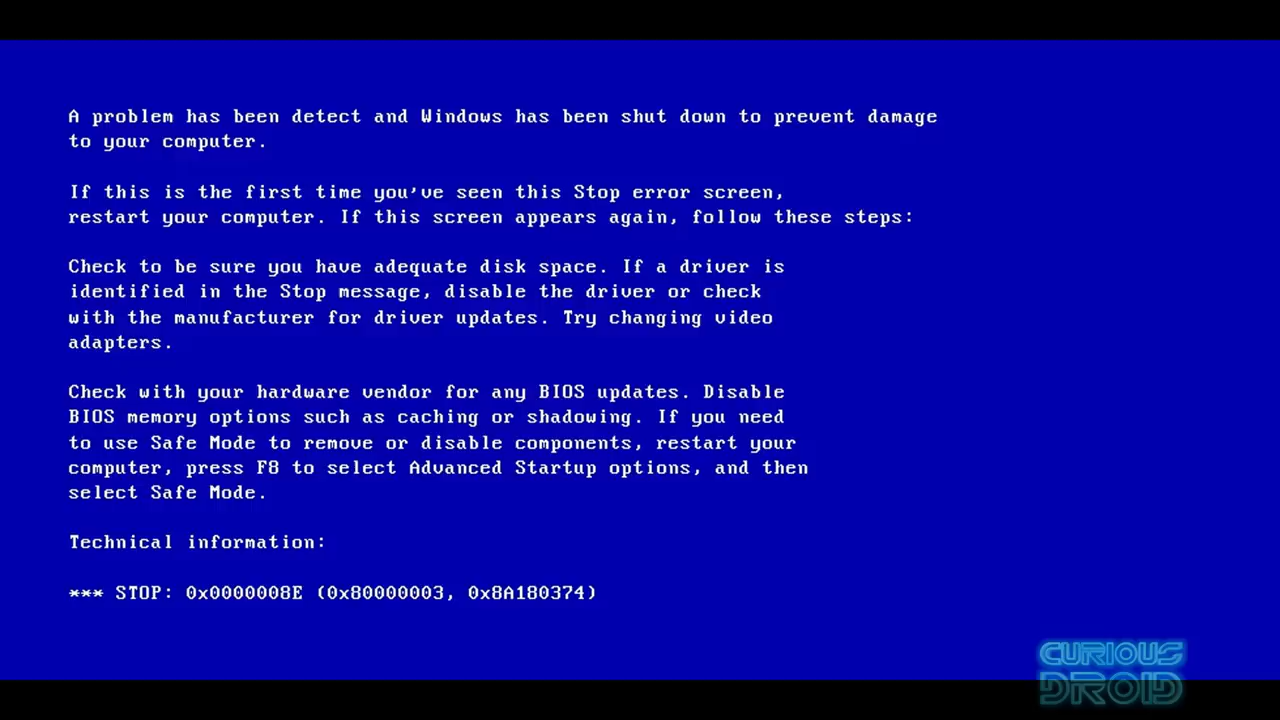 A problem has been detect and Windows has been shut down to prevent damage
to your computer.
If this is the first time you've seen this Stop error screen,
restart your computer. If this screen appears again, follow these steps:
Check to be sure you have adequate disk space. If a driver is
identified in the Stop message, disable the driver or check
with the manufacturer for driver updates. Try changing video
adapters.
Check with your hardware vendor for any BIOS updates. Disable
BIOS memory options such as caching or shadowing. If you need
to use Safe Mode to remove or disable components, restart your
computer, press F8 to select Advanced Startup options, and then
select Safe Mode.
Technical information:
*** STOP: 0x0000008E (0x80000003, 0x8A180374)
CURIOUS
DROID